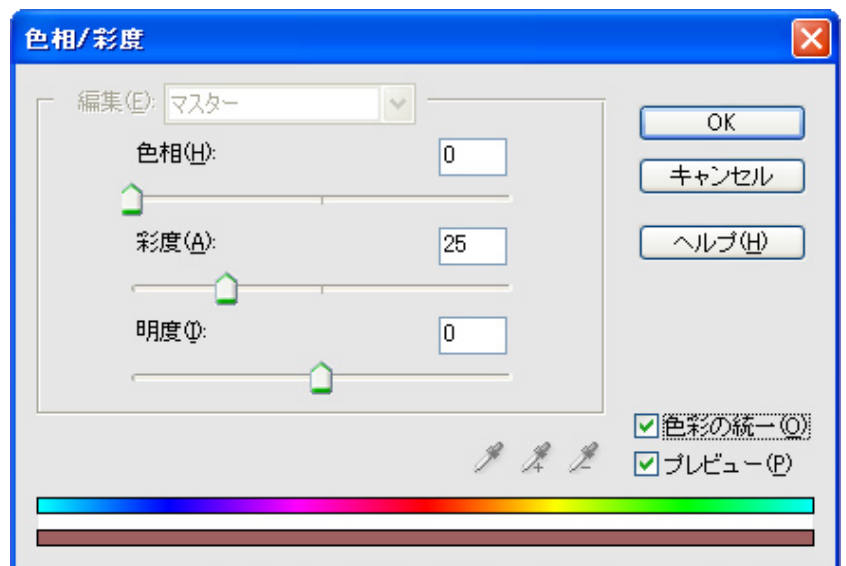 色相/彩度
編集(E): マスター
色相(H): 0
彩度(A): 25
明度(I): 0
OK
キャンセル
ヘルプ(H)
色彩の統一(O)
プレビュー(P)